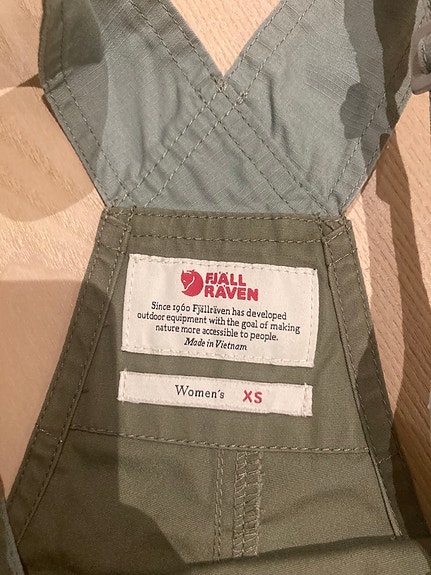 FJÄLL
RÄVEN
Since 1960 Fjällräven has developed
outdoor equipment with the goal of making
nature more accessible to people.
Made in Vietnam
Women's XS